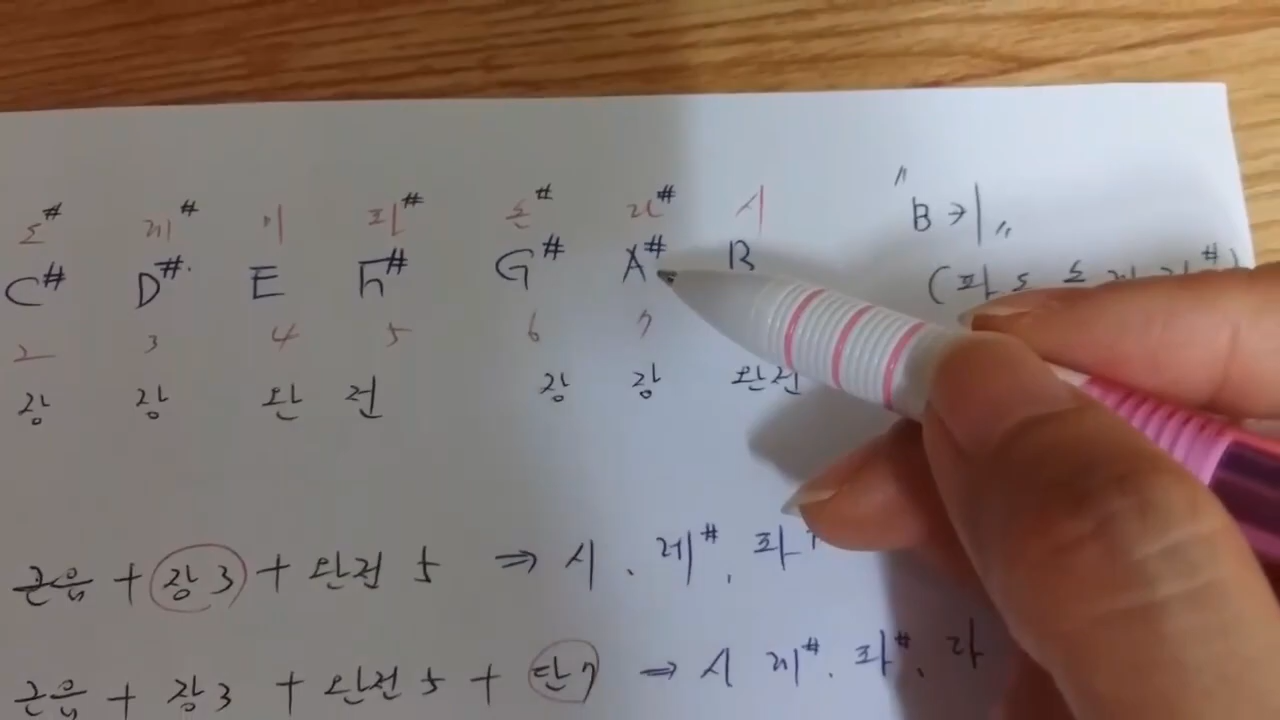 도# 레# 미 파# 솔# 라# 시
C# D# E F# G# A# B
2 3 4 5 6 7
장 장 완 전 장 장 완전
"B키"
(파 도 솔 레 라#)
근음 + 장3 + 완전 5 ⇒ 시. 레#. 파#
근음 + 장3 + 완전 5 + 단7 ⇒ 시 레#. 파#. 라